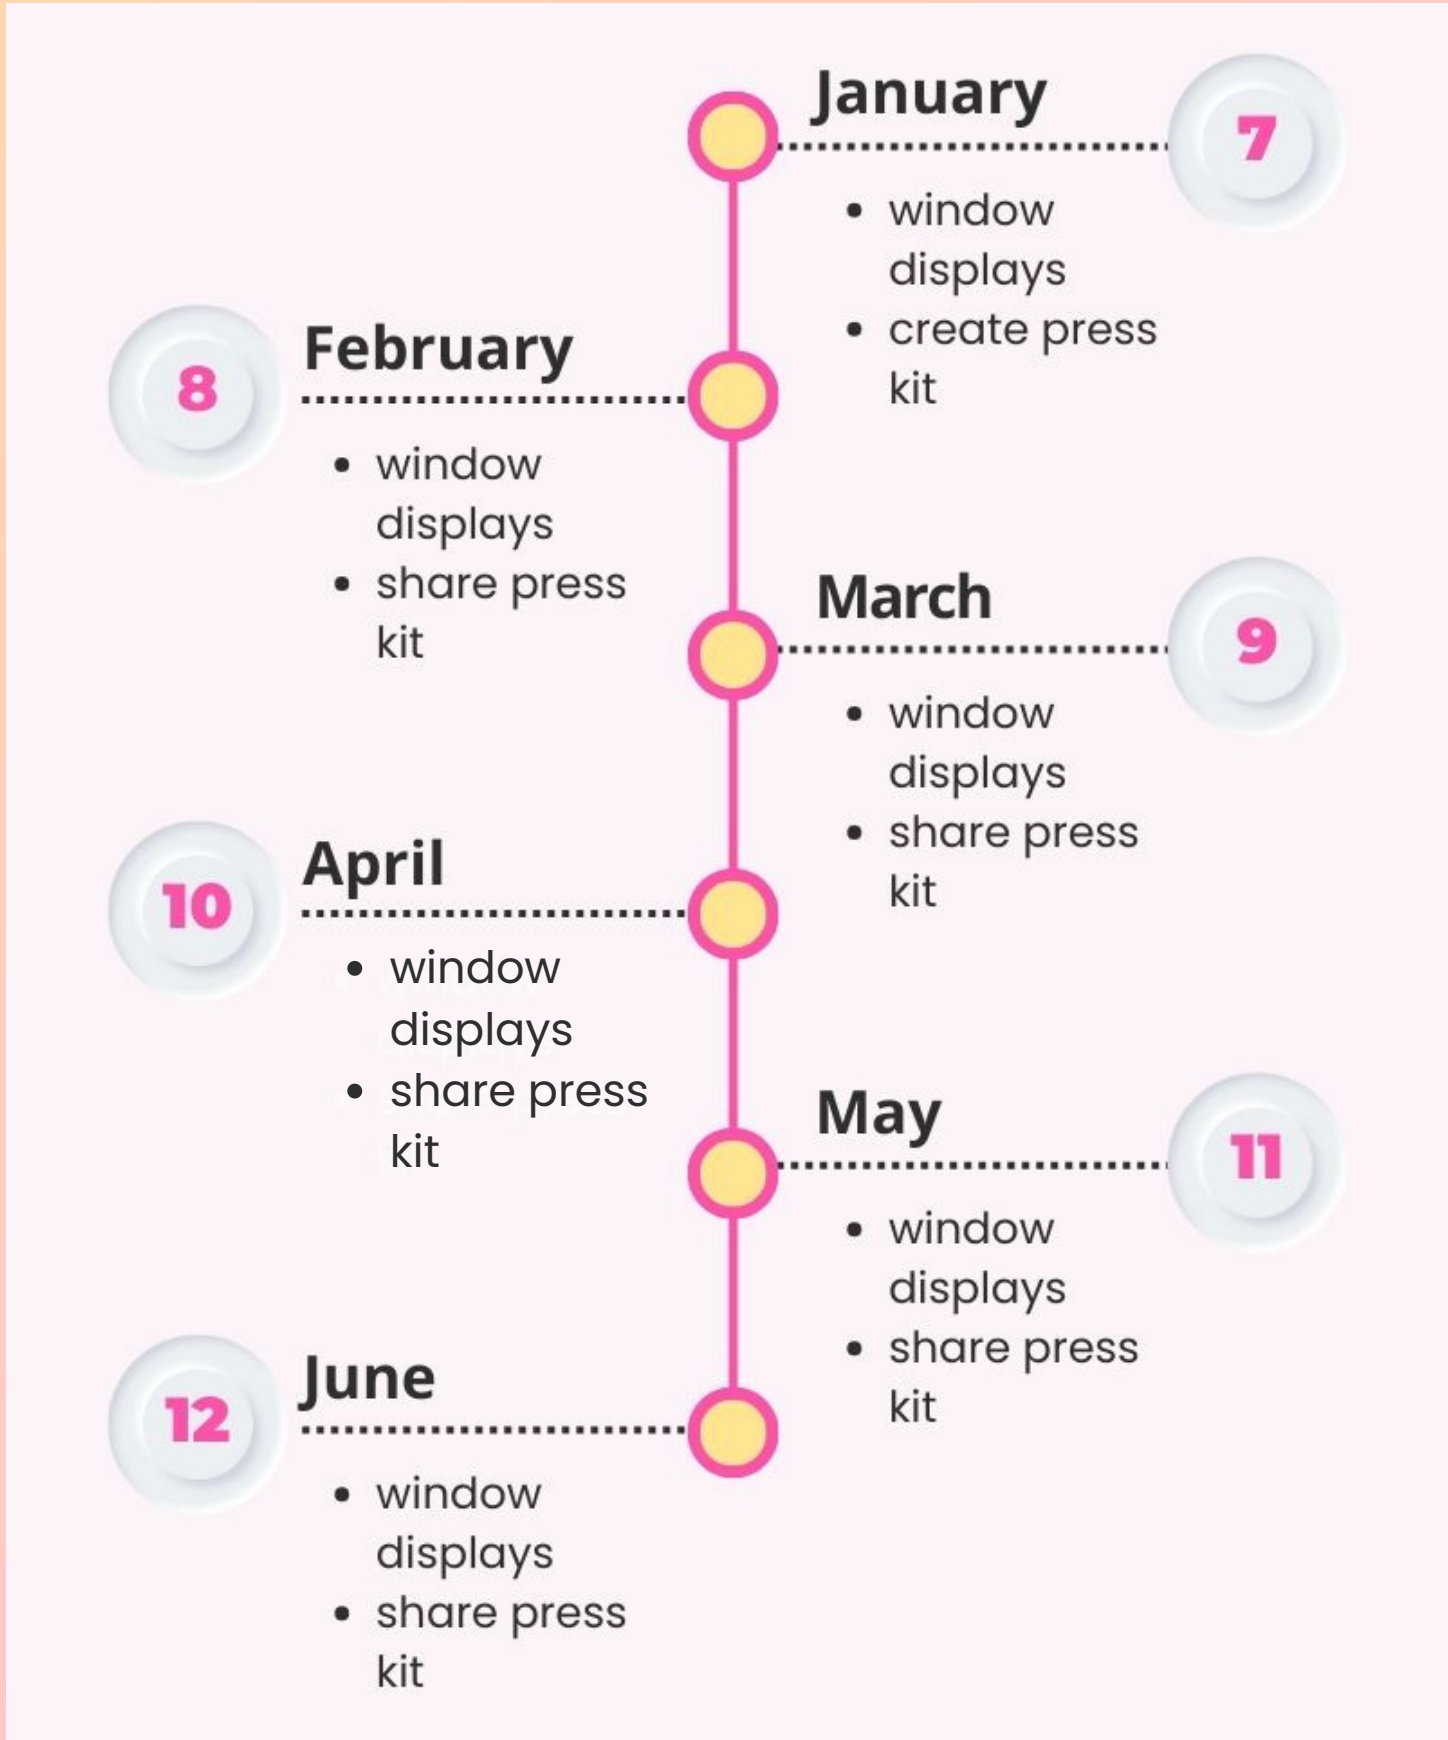 January
7
• window
displays
• create press
kit
8
February
• window
displays
• share press
kit
March
9
• window
displays
• share press
kit
10
April
• window
displays
• share press
kit
May
11
• window
displays
• share press
kit
12
June
• window
displays
• share press
kit